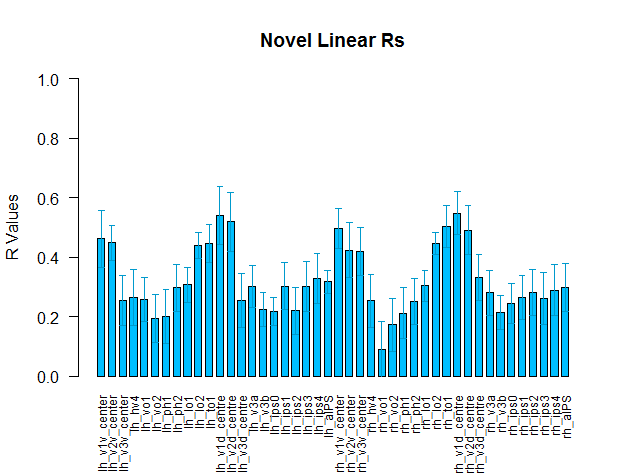 Novel Linear Rs
R Values
1.0
0.8
0.6
0.4
0.2
0.0
lh_v1v_center
lh_v2v_center
lh_v3v_center
lh_hv4
lh_vo1
lh_vo2
lh_ph1
lh_ph2
lh_lo1
lh_lo2
lh_to1
lh_v1d_centre
lh_v2d_centre
lh_v3d_centre
lh_v3a
lh_v3b
lh_ips0
lh_ips1
lh_ips2
lh_ips3
lh_ips4
lh_aIPS
rh_v1v_center
rh_v2v_center
rh_v3v_center
rh_hv4
rh_vo1
rh_vo2
rh_ph1
rh_ph2
rh_lo1
rh_lo2
rh_to1
rh_v1d_centre
rh_v2d_centre
rh_v3d_centre
rh_v3a
rh_v3b
rh_ips0
rh_ips1
rh_ips2
rh_ips3
rh_ips4
rh_aIPS